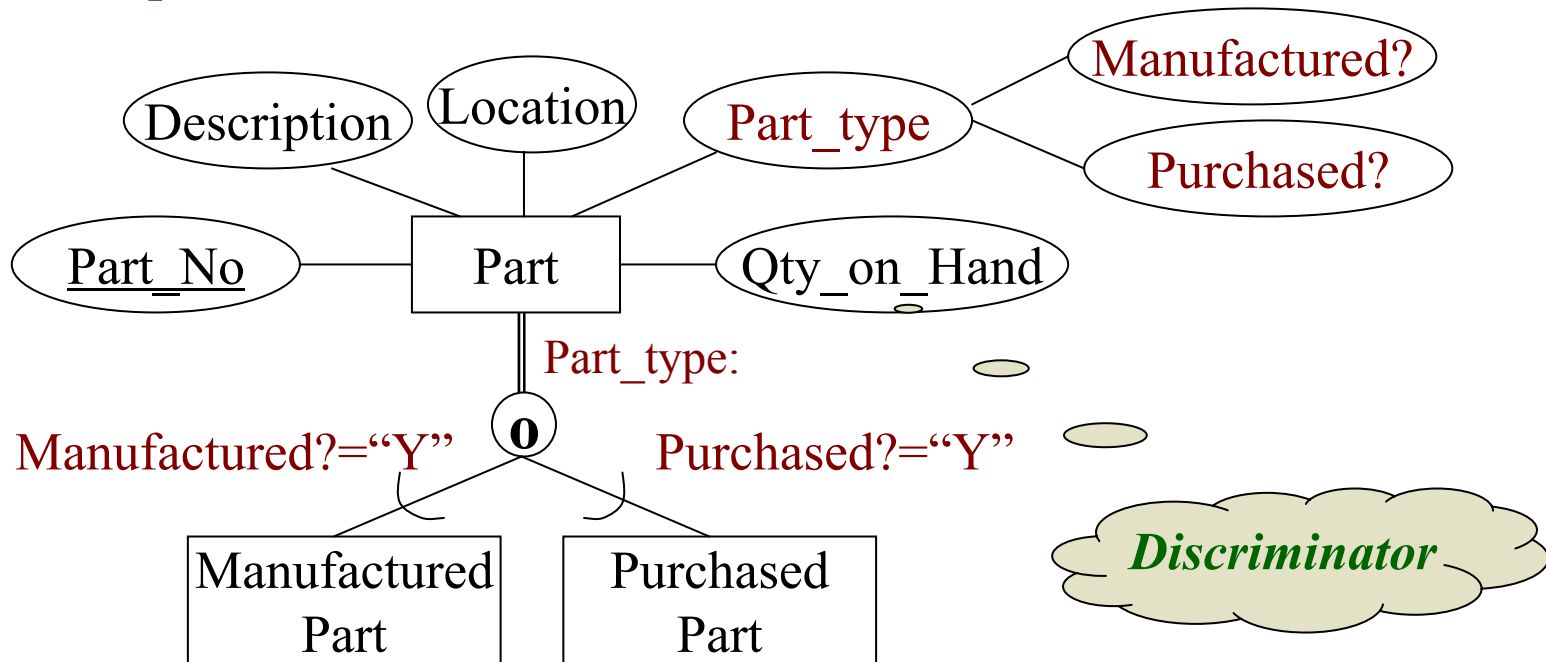 Manufactured?
Location
Description
Part_type
Purchased?
Part_No
Part
Qty_on_Hand
Part_type:
o
Manufactured?=“Y”
Purchased?=“Y”
Discriminator
Manufactured
Part
Purchased
Part